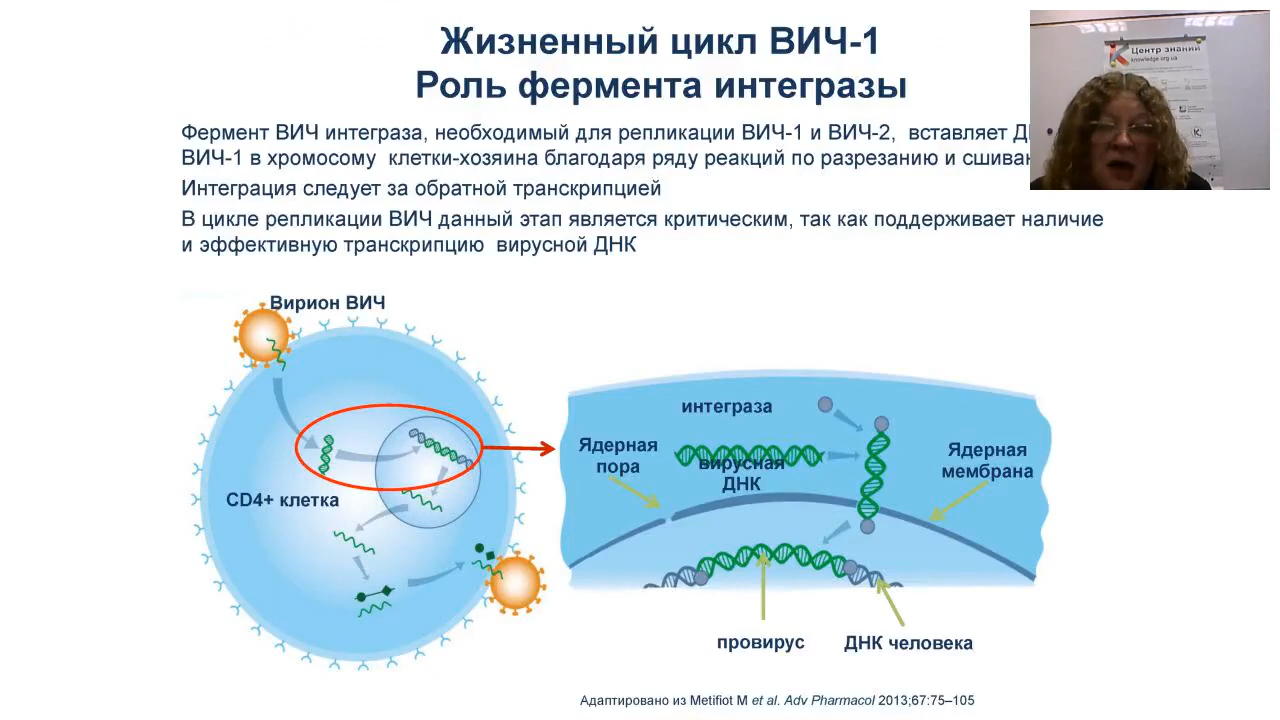 Жизненный цикл ВИЧ-1
Роль фермента интегразы
Центр знаний
knowledge.org.ua
Фермент ВИЧ интеграза, необходимый для репликации ВИЧ-1 и ВИЧ-2, вставляет
ВИЧ-1 в хромосому клетки-хозяина благодаря ряду реакций по разрезанию и
Интеграция следует за обратной транскрипцией
В цикле репликации ВИЧ данный этап является критическим, так как поддерживает наличие
и эффективную транскрипцию вирусной ДНК
Вирион ВИЧ
CD4+ клетка
интеграза
Ядерная
пора
вирусная
ДНК
Ядерная
мембрана
провирус
ДНК человека
Адаптировано из Metifiot M et al. Adv Pharmacol 2013;67:75–105